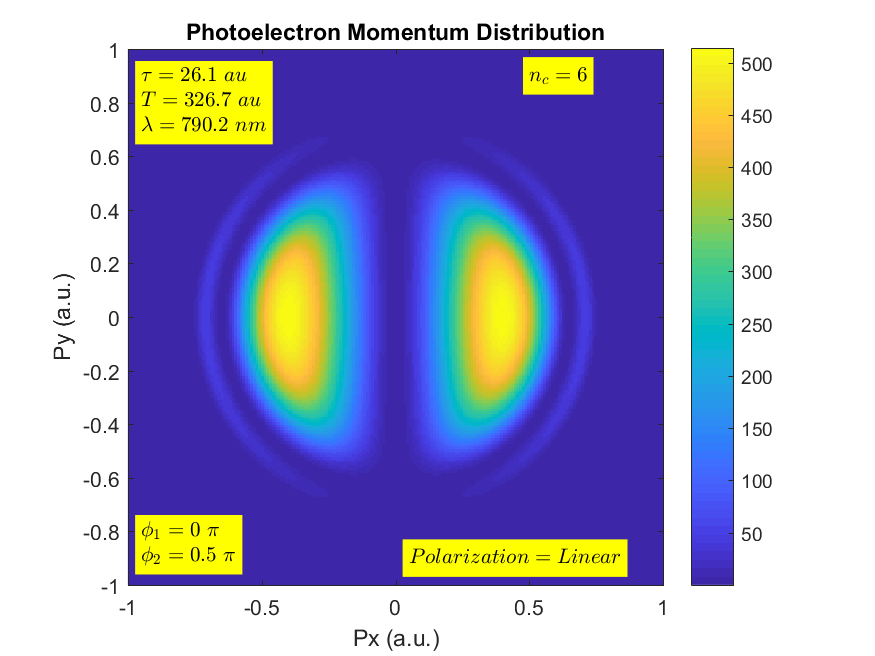 Photoelectron Momentum Distribution
τ = 26.1 au
T = 326.7 au
λ = 790.2 nm
n_c = 6
ϕ_1 = 0 π
ϕ_2 = 0.5 π
Polarization = Linear
Py (a.u.)
1
0.8
0.6
0.4
0.2
0
-0.2
-0.4
-0.6
-0.8
-1
-1
-0.5
0
0.5
1
Px (a.u.)
500
450
400
350
300
250
200
150
100
50